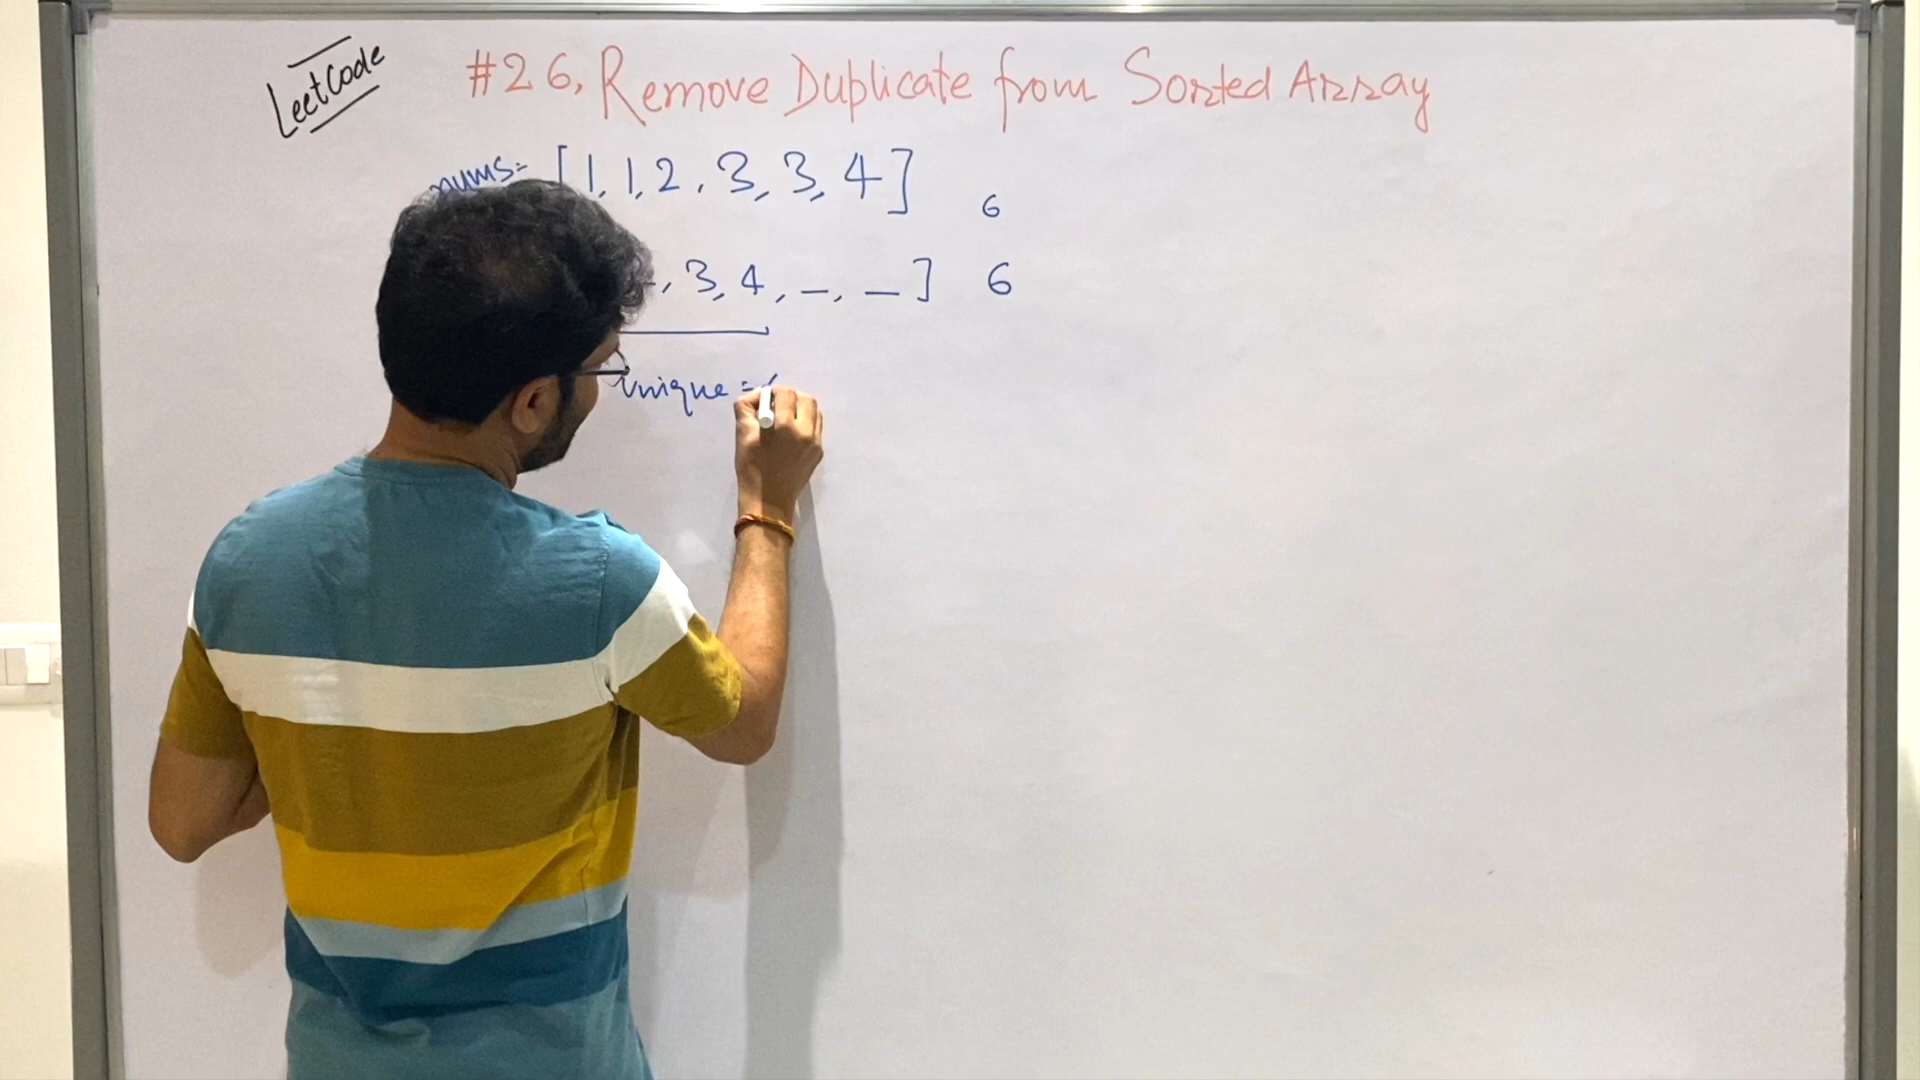 LeetCode
#26, Remove Duplicate from Sorted Array
nums= [1,1,2,3,3,4] 6
, 3, 4, _, _ ] 6
unique =